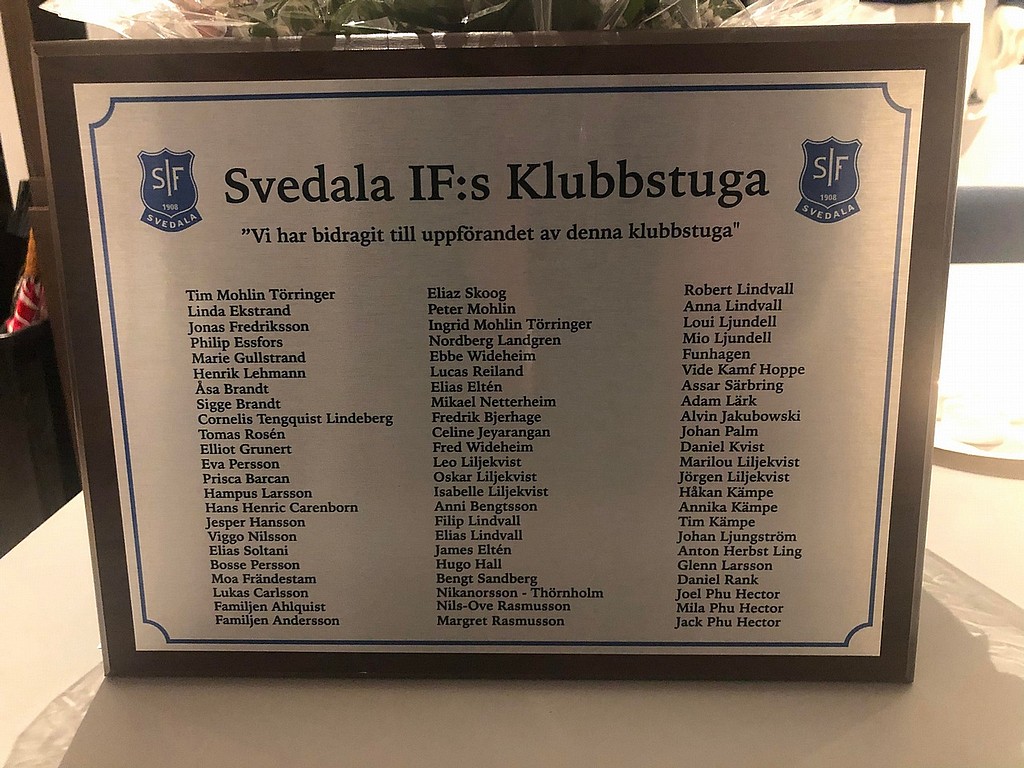 SIF
1908
SVEDALA
Svedala IF:s Klubbstuga
SIF
1908
SVEDALA
"Vi har bidragit till uppförandet av denna klubbstuga"
Tim Mohlin Törringer
Linda Ekstrand
Jonas Fredriksson
Philip Essfors
Marie Gullstrand
Henrik Lehmann
Åsa Brandt
Sigge Brandt
Cornelis Tengquist Lindeberg
Tomas Rosén
Elliot Grunert
Eva Persson
Prisca Barcan
Hampus Larsson
Hans Henric Carenborn
Jesper Hansson
Viggo Nilsson
Elias Soltani
Bosse Persson
Moa Frändestam
Lukas Carlsson
Familjen Ahlquist
Familjen Andersson
Eliaz Skoog
Peter Mohlin
Ingrid Mohlin Törringer
Nordberg Landgren
Ebbe Wideheim
Lucas Reiland
Elias Eltén
Mikael Netterheim
Fredrik Bjerhage
Celine Jeyarangan
Fred Wideheim
Leo Liljekvist
Oskar Liljekvist
Isabelle Liljekvist
Anni Bengtsson
Filip Lindvall
Elias Lindvall
James Eltén
Hugo Hall
Bengt Sandberg
Nikanorsson - Thörnholm
Nils-Ove Rasmusson
Margret Rasmusson
Robert Lindvall
Anna Lindvall
Loui Ljundell
Mio Ljundell
Funhagen
Vide Kamf Hoppe
Assar Särbring
Adam Lärk
Alvin Jakubowski
Johan Palm
Daniel Kvist
Marilou Liljekvist
Jörgen Liljekvist
Håkan Kämpe
Annika Kämpe
Tim Kämpe
Johan Ljungström
Anton Herbst Ling
Glenn Larsson
Daniel Rank
Joel Phu Hector
Mila Phu Hector
Jack Phu Hector